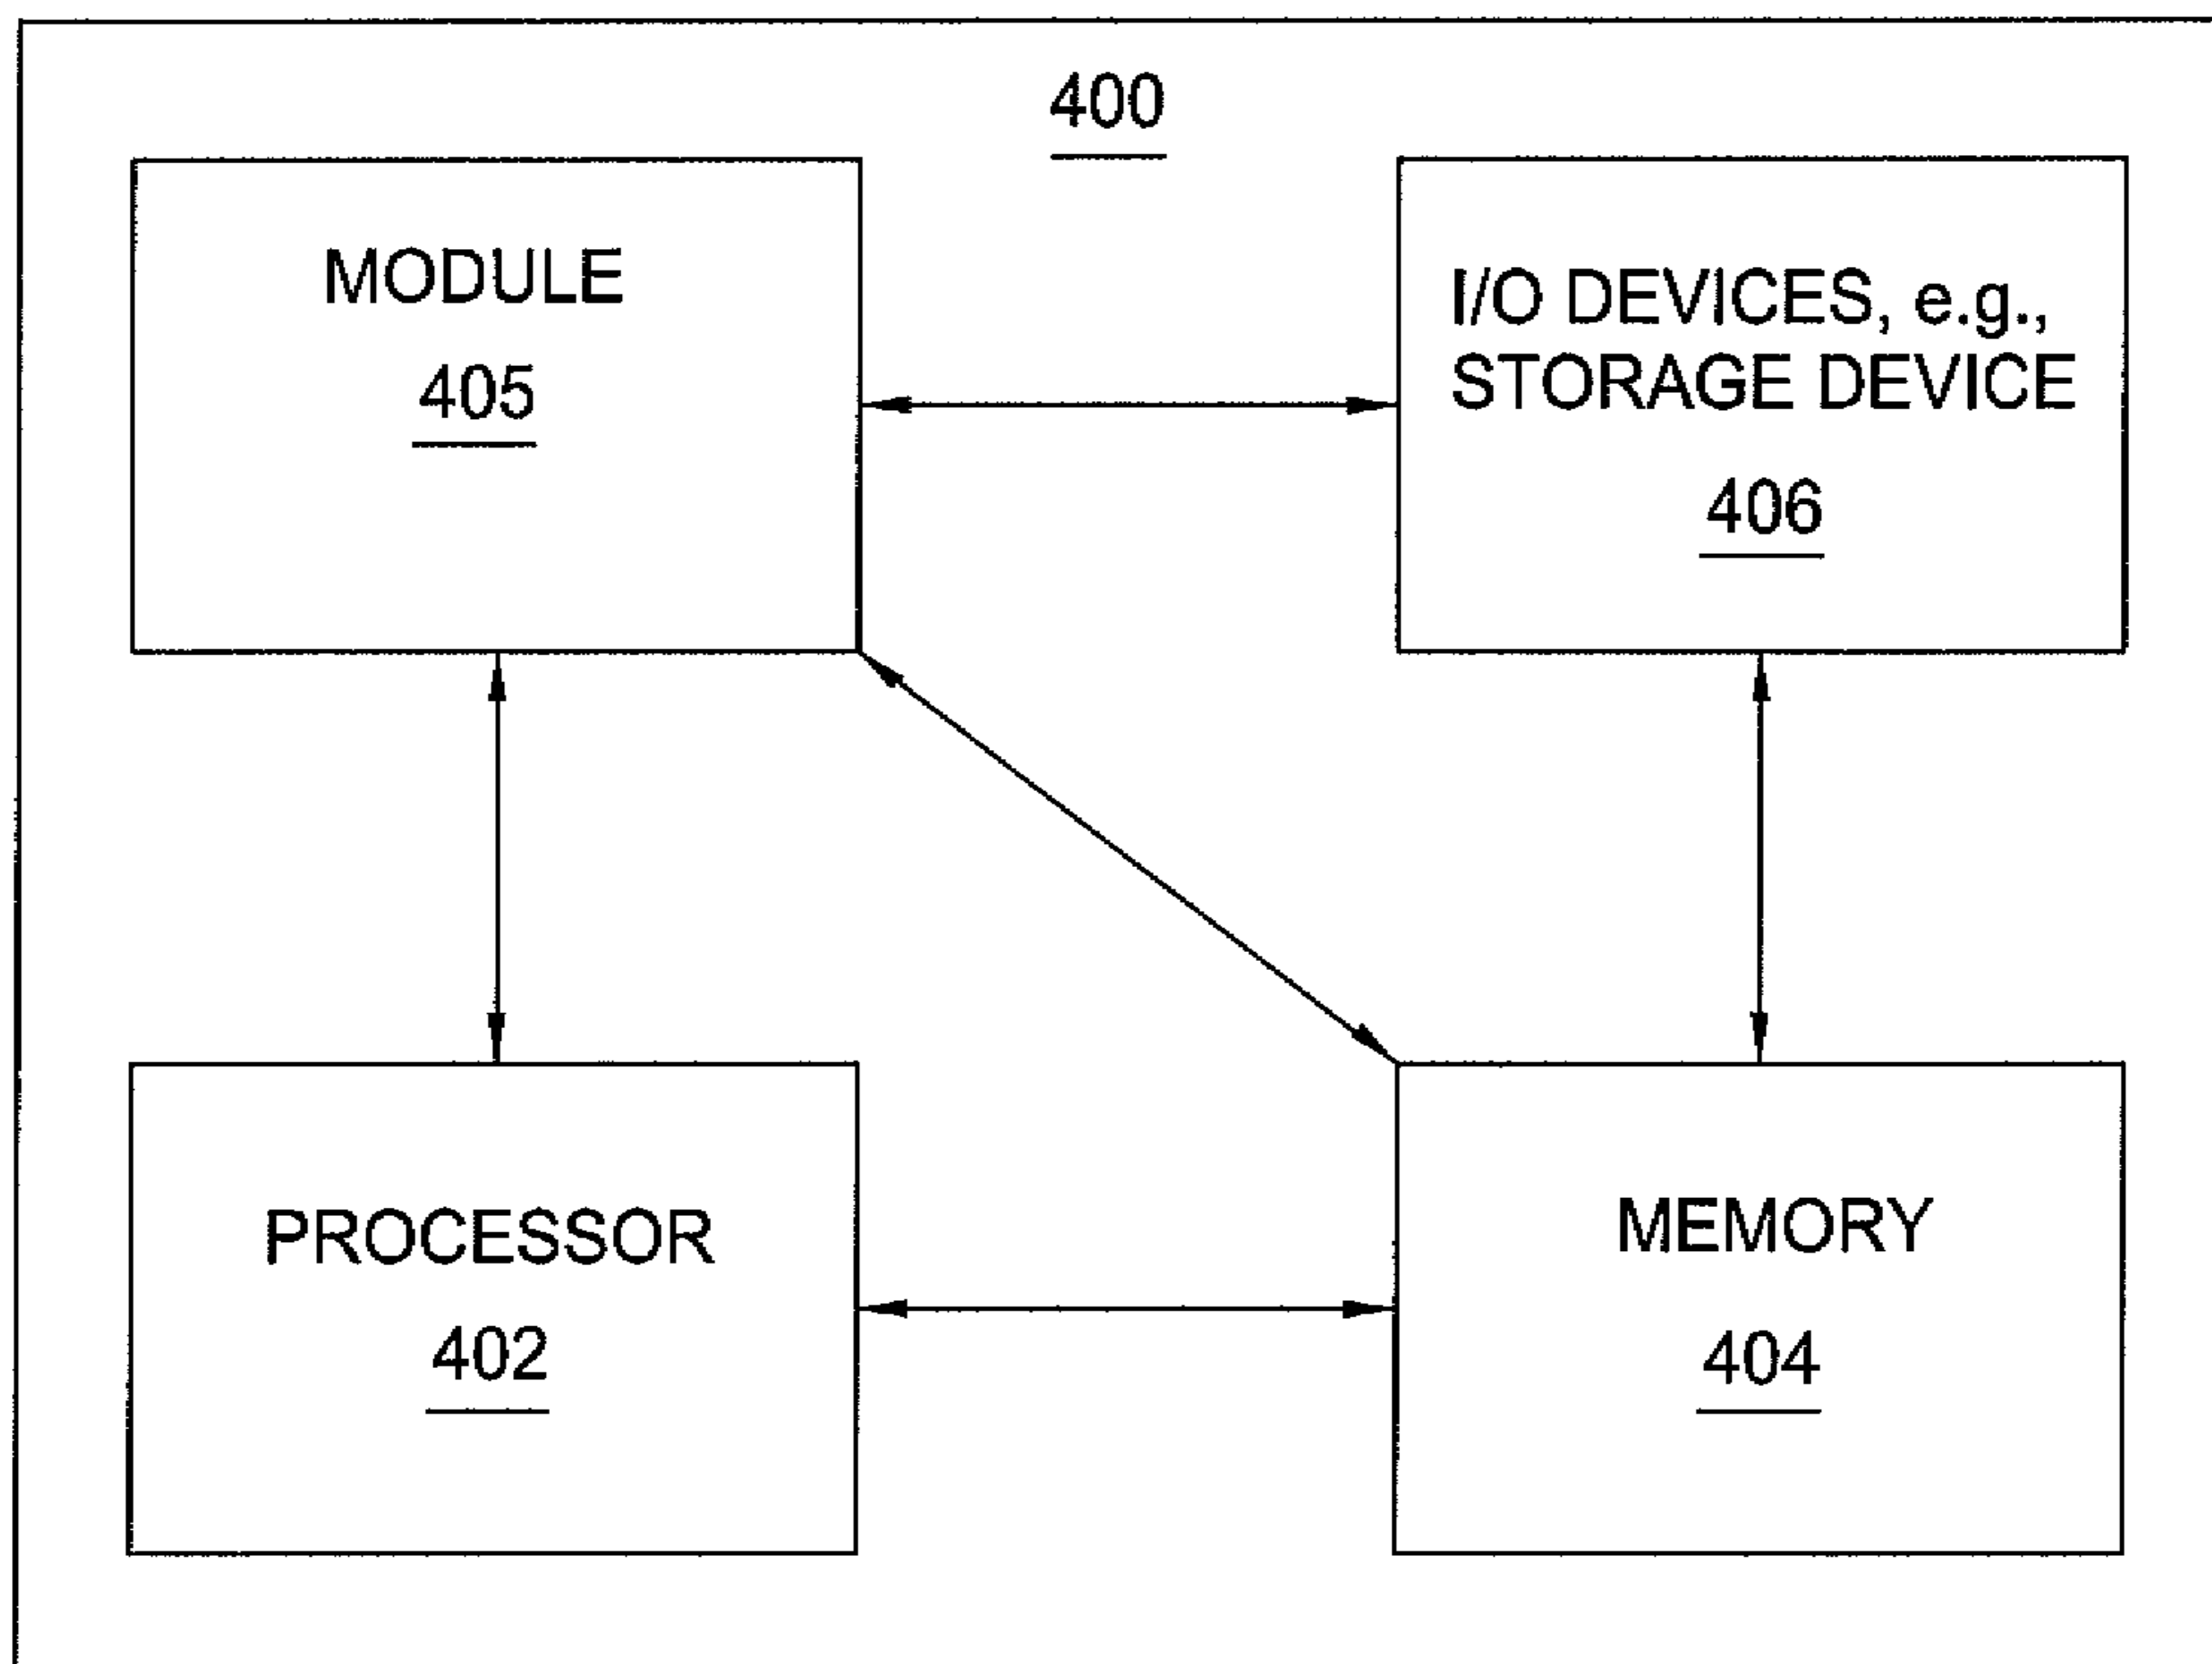 400
MODULE
405
I/O DEVICES, e.g.,
STORAGE DEVICE
406
PROCESSOR
402
MEMORY
404